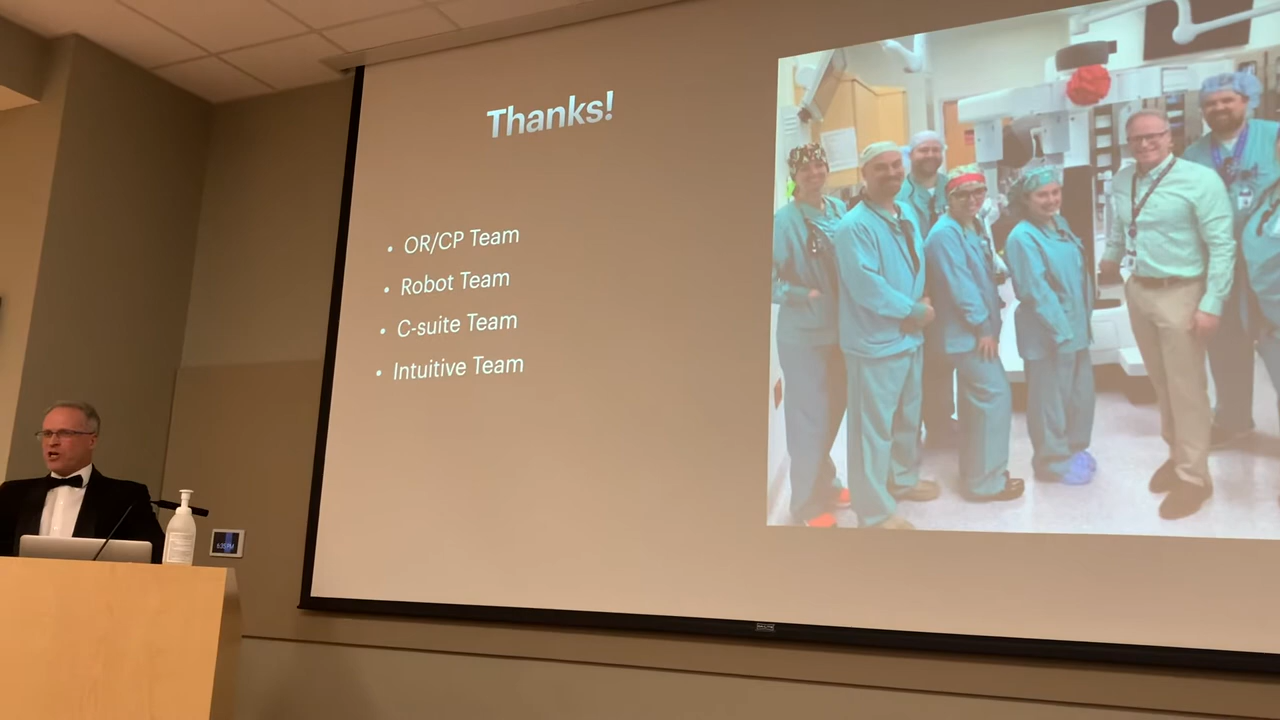 Thanks!
• OR/CP Team
• Robot Team
• C-suite Team
• Intuitive Team